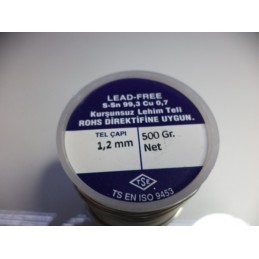 LEAD-FREE
S-Sn 99,3 Cu 0,7
Kurşunsuz Lehim Teli
ROHS DİREKTİFİNE UYGUN.
TEL ÇAPI
1,2 mm
500 Gr.
Net
TSE
TS EN ISO 9453